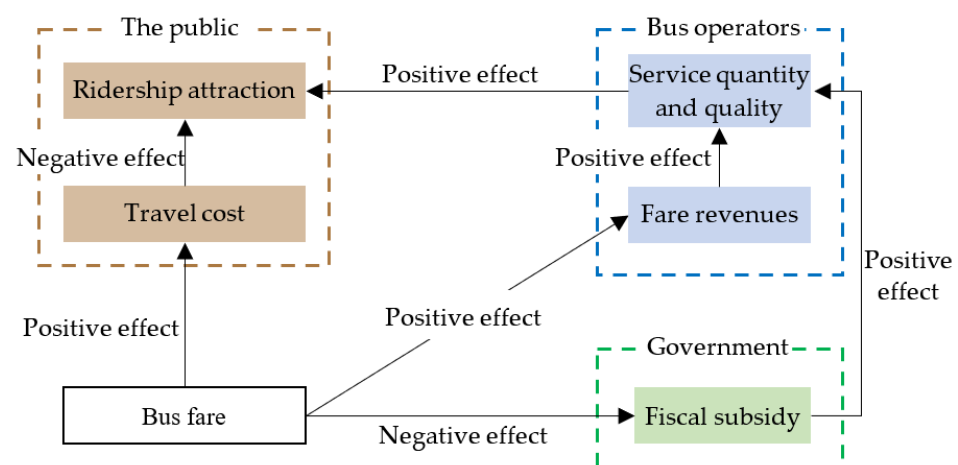 The public
Bus operators
Ridership attraction
Positive effect
Service quantity
and quality
Negative effect
Positive effect
Travel cost
Fare revenues
Positive
effect
Positive effect
Positive effect
Government
Bus fare
Negative effect
Fiscal subsidy